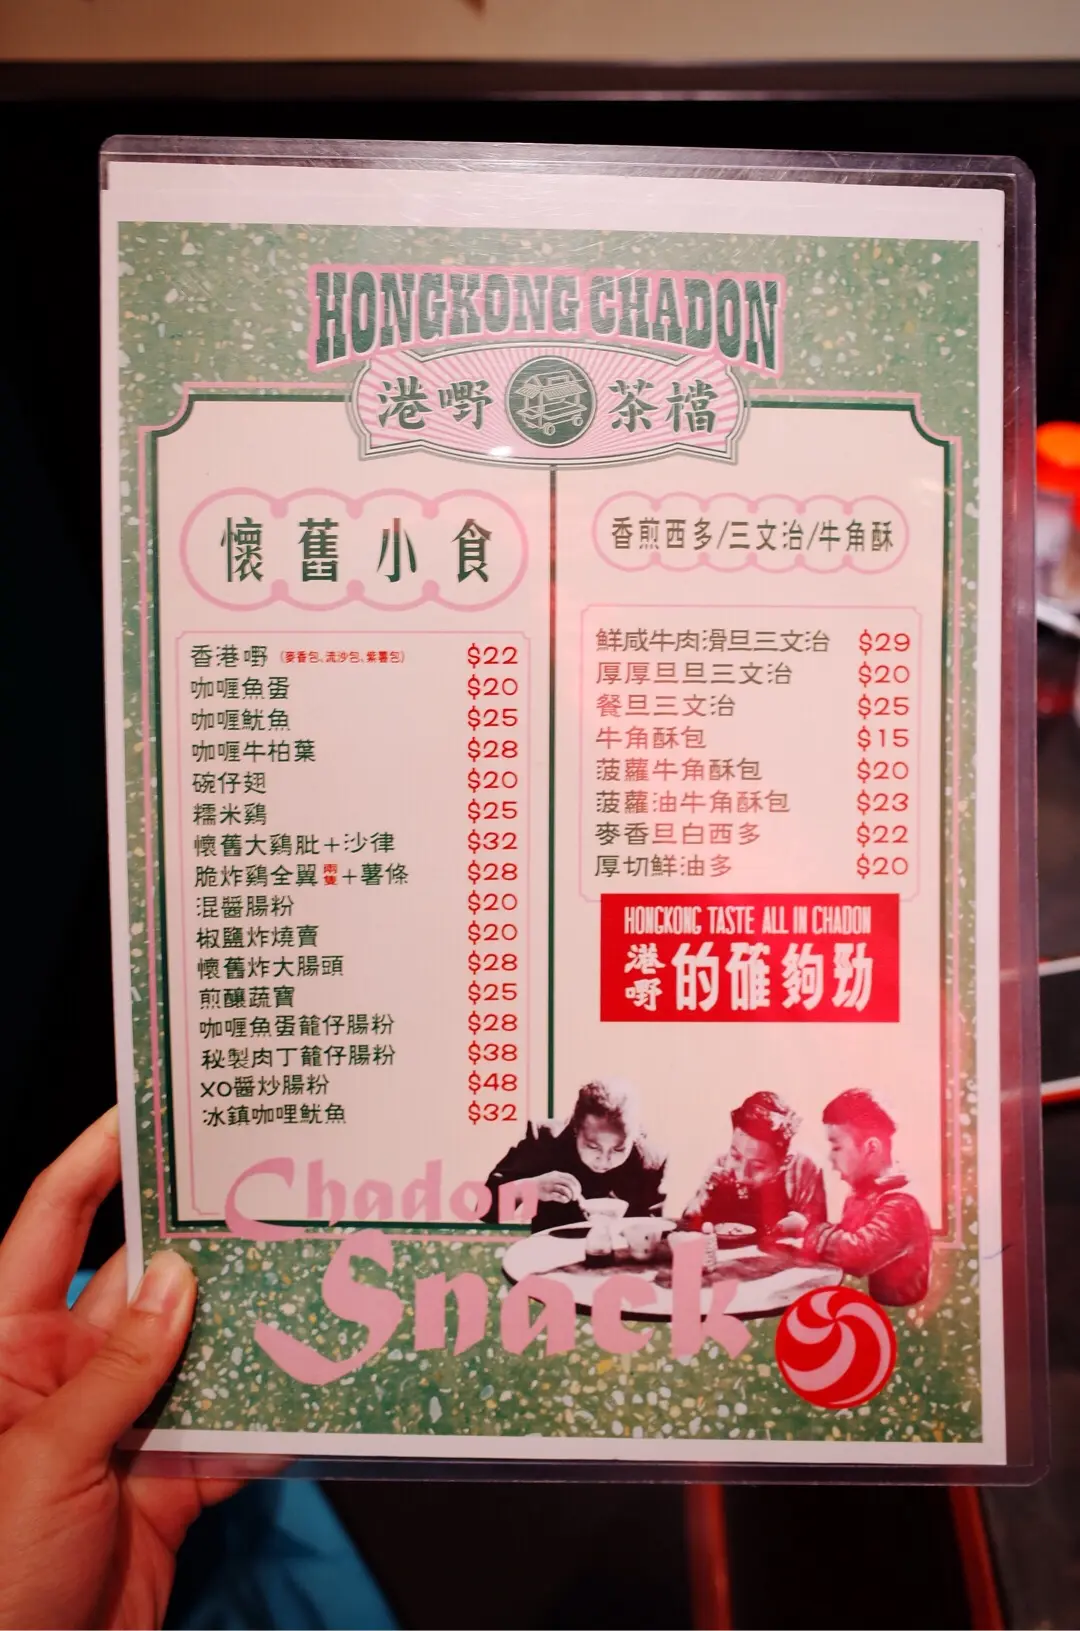 HONGKONG CHADON
港嘢 茶檔
懷舊小食
香港嘢 (麥香包、流沙包、紫薯包) $22
咖喱魚蛋 $20
咖喱魷魚 $25
咖喱牛柏葉 $28
碗仔翅 $20
糯米鷄 $25
懷舊大鷄肶+沙律 $32
脆炸鷄全翼兩隻+薯條 $28
混醬腸粉 $20
椒鹽炸燒賣 $20
懷舊炸大腸頭 $28
煎釀蔬寶 $25
咖喱魚蛋籠仔腸粉 $28
秘製肉丁籠仔腸粉 $38
XO醬炒腸粉 $48
冰鎮咖哩魷魚 $32
香煎西多/三文治/牛角酥
鮮咸牛肉滑旦三文治 $29
厚厚旦旦三文治 $20
餐旦三文治 $25
牛角酥包 $15
菠蘿牛角酥包 $20
菠蘿油牛角酥包 $23
麥香旦白西多 $22
厚切鮮油多 $20
HONGKONG TASTE ALL IN CHADON
港嘢的確夠勁
Chadon
Snack